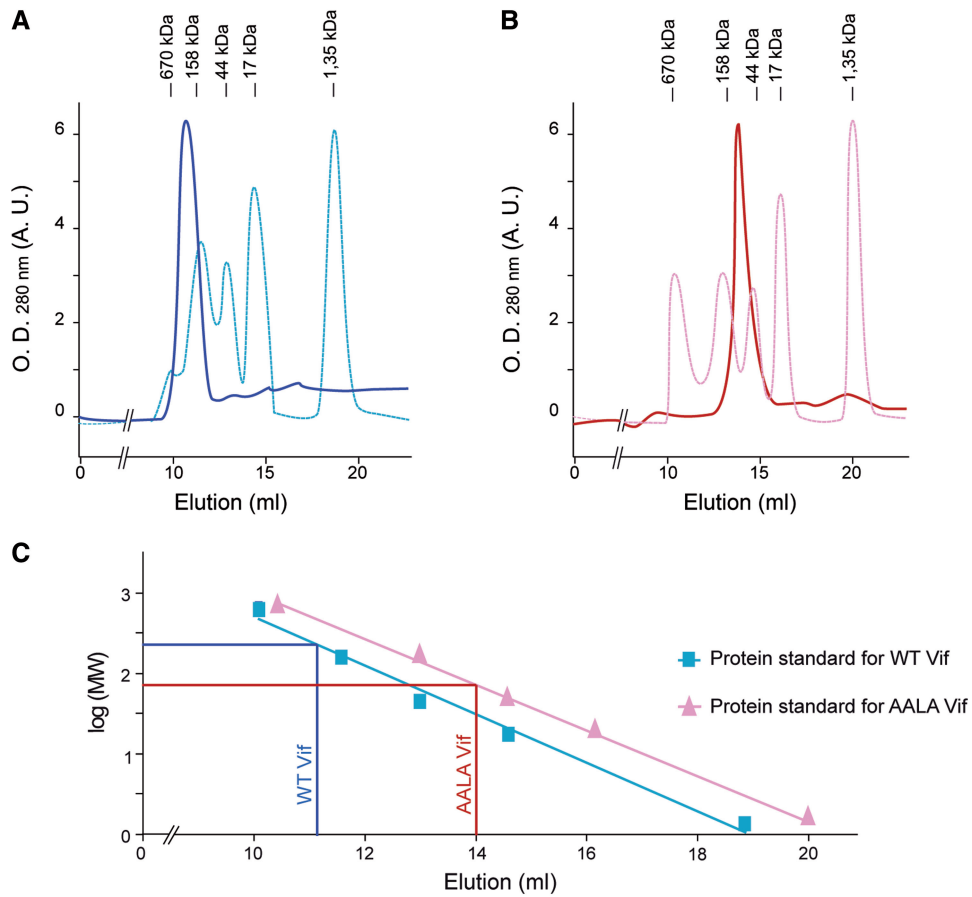 A
670 kDa
158 kDa
44 kDa
17 kDa
1,35 kDa
O. D. 280 nm (A. U.)
6
4
2
0
0 10 15 20
Elution (ml)
B
670 kDa
158 kDa
44 kDa
17 kDa
1,35 kDa
O. D. 280 nm (A. U.)
6
4
2
0
0 10 15 20
Elution (ml)
C
log (MW)
3
2
1
0
WT Vif
AALA Vif
0 10 12 14 16 18 20
Elution (ml)
Protein standard for WT Vif
Protein standard for AALA Vif